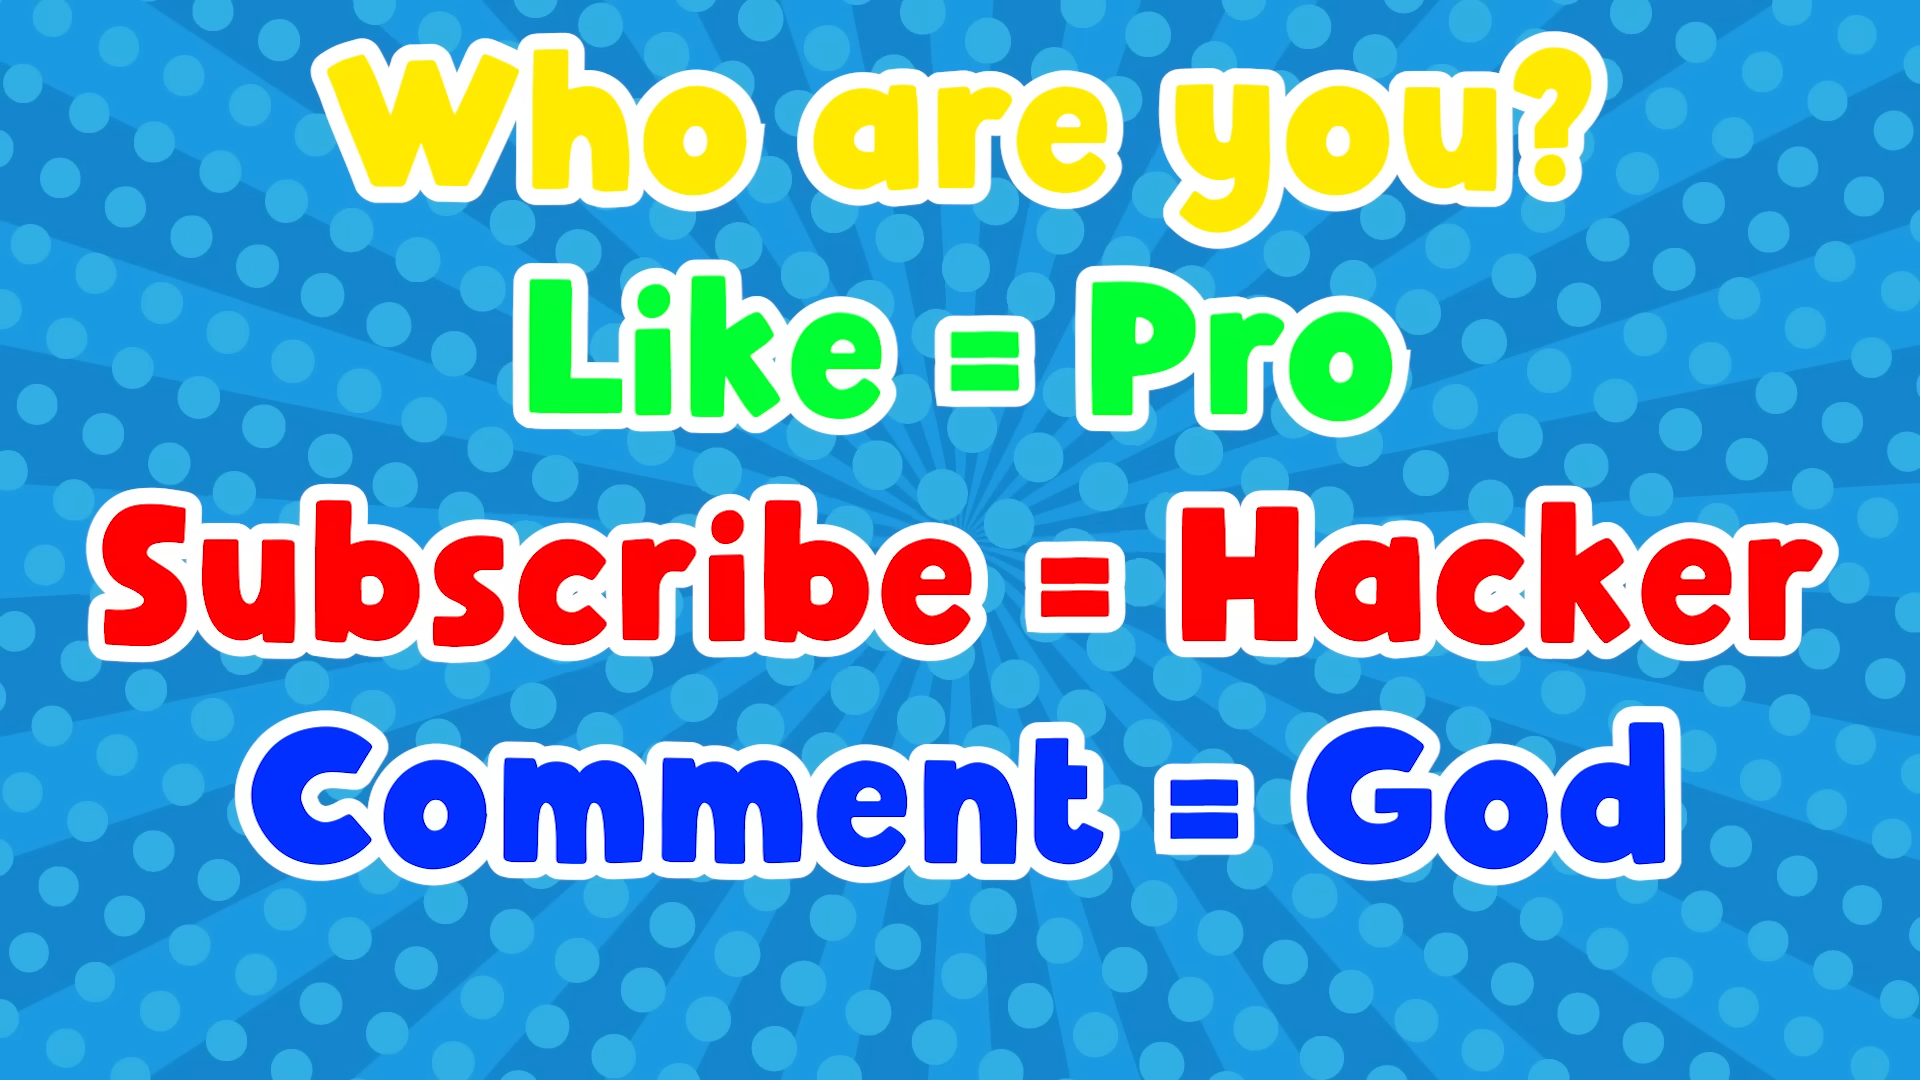 Who are you?
Like = Pro
Subscribe = Hacker
Comment = God